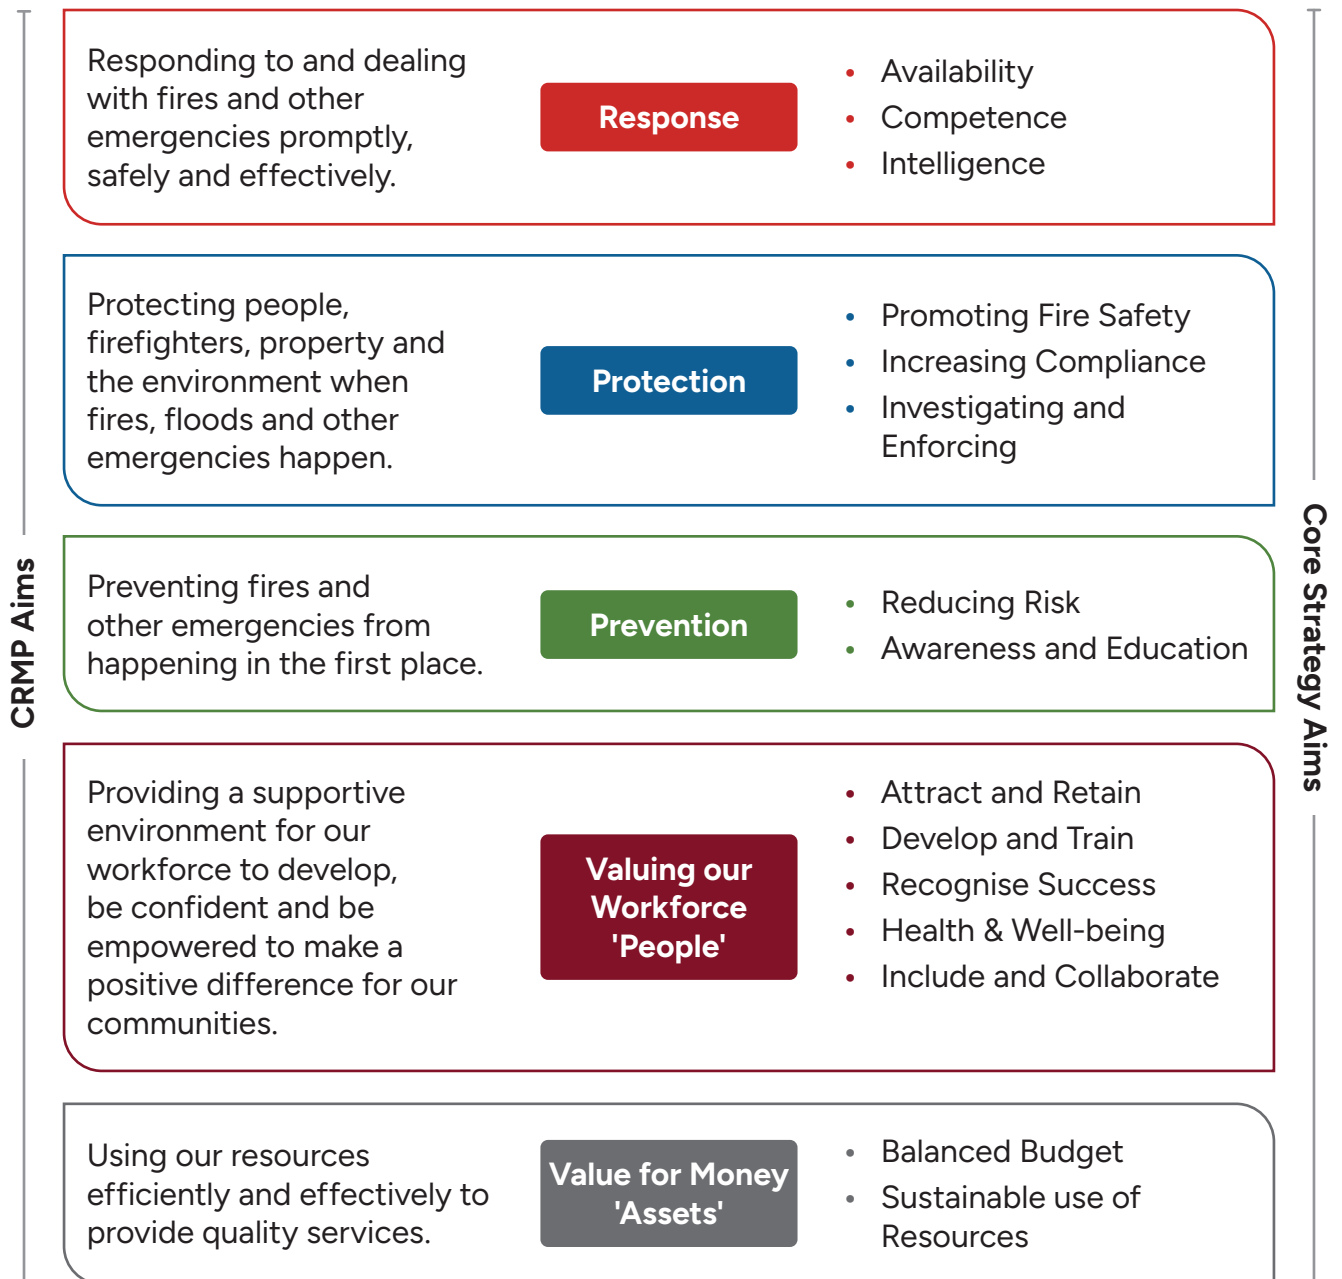 CRMP Aims
Responding to and dealing
with fires and other
emergencies promptly,
safely and effectively.
Response
• Availability
• Competence
• Intelligence
Protecting people,
firefighters, property and
the environment when
fires, floods and other
emergencies happen.
Protection
• Promoting Fire Safety
• Increasing Compliance
• Investigating and
Enforcing
Preventing fires and
other emergencies from
happening in the first place.
Prevention
• Reducing Risk
• Awareness and Education
Providing a supportive
environment for our
workforce to develop,
be confident and be
empowered to make a
positive difference for our
communities.
Valuing our
Workforce
'People'
• Attract and Retain
• Develop and Train
• Recognise Success
• Health & Well-being
• Include and Collaborate
Using our resources
efficiently and effectively to
provide quality services.
Value for Money
'Assets'
• Balanced Budget
• Sustainable use of
Resources
Core Strategy Aims